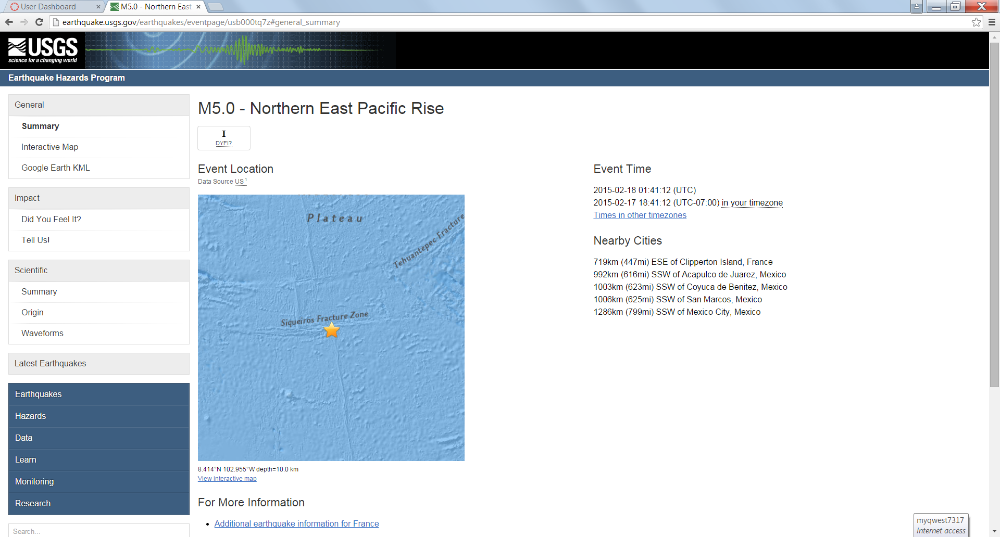 User Dashboard
M5.0 - Northern East
earthquake.usgs.gov/earthquakes/eventpage/usb000tq7z#general_summary
USGS
science for a changing world
Earthquake Hazards Program
General
Summary
Interactive Map
Google Earth KML
Impact
Did You Feel It?
Tell Us!
Scientific
Summary
Origin
Waveforms
Latest Earthquakes
Earthquakes
Hazards
Data
Learn
Monitoring
Research
Search...
M5.0 - Northern East Pacific Rise
I
DYFI?
Event Location
Data Source US1
Plateau
Tehuantepec Fracture
Siqueiros Fracture Zone
8.414°N 102.955°W depth=10.0 km
View interactive map
For More Information
• Additional earthquake information for France
Event Time
2015-02-18 01:41:12 (UTC)
2015-02-17 18:41:12 (UTC-07:00) in your timezone
Times in other timezones
Nearby Cities
719km (447mi) ESE of Clipperton Island, France
992km (616mi) SSW of Acapulco de Juarez, Mexico
1003km (623mi) SSW of Coyuca de Benitez, Mexico
1006km (625mi) SSW of San Marcos, Mexico
1286km (799mi) SSW of Mexico City, Mexico
myqwest7317
Internet access